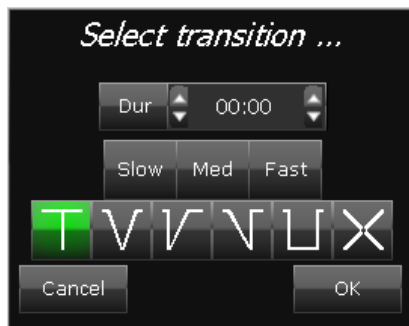 Select transition ...
Dur 00:00
Slow Med Fast
Cancel OK